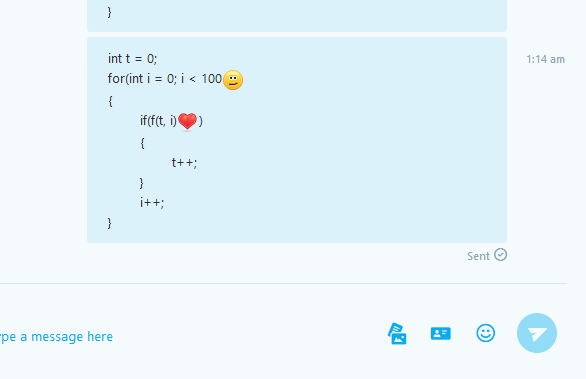 }
int t = 0;
for(int i = 0; i < 100
{
if(f(t, i) )
{
t++;
}
i++;
}
1:14 am
Sent
ype a message here